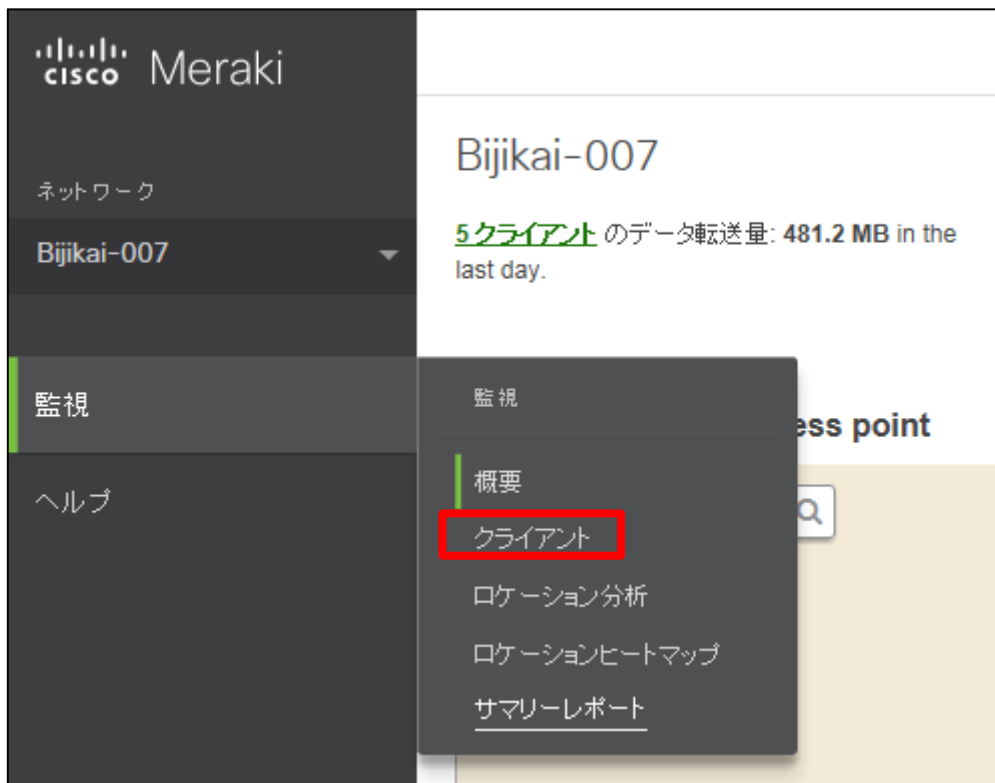 cisco Meraki
ネットワーク
Bijikai-007
監視
ヘルプ
Bijikai-007
5 クライアント のデータ転送量: 481.2 MB in the
last day.
ess point
監視
概要
クライアント
ロケーション分析
ロケーションヒートマップ
サマリーレポート